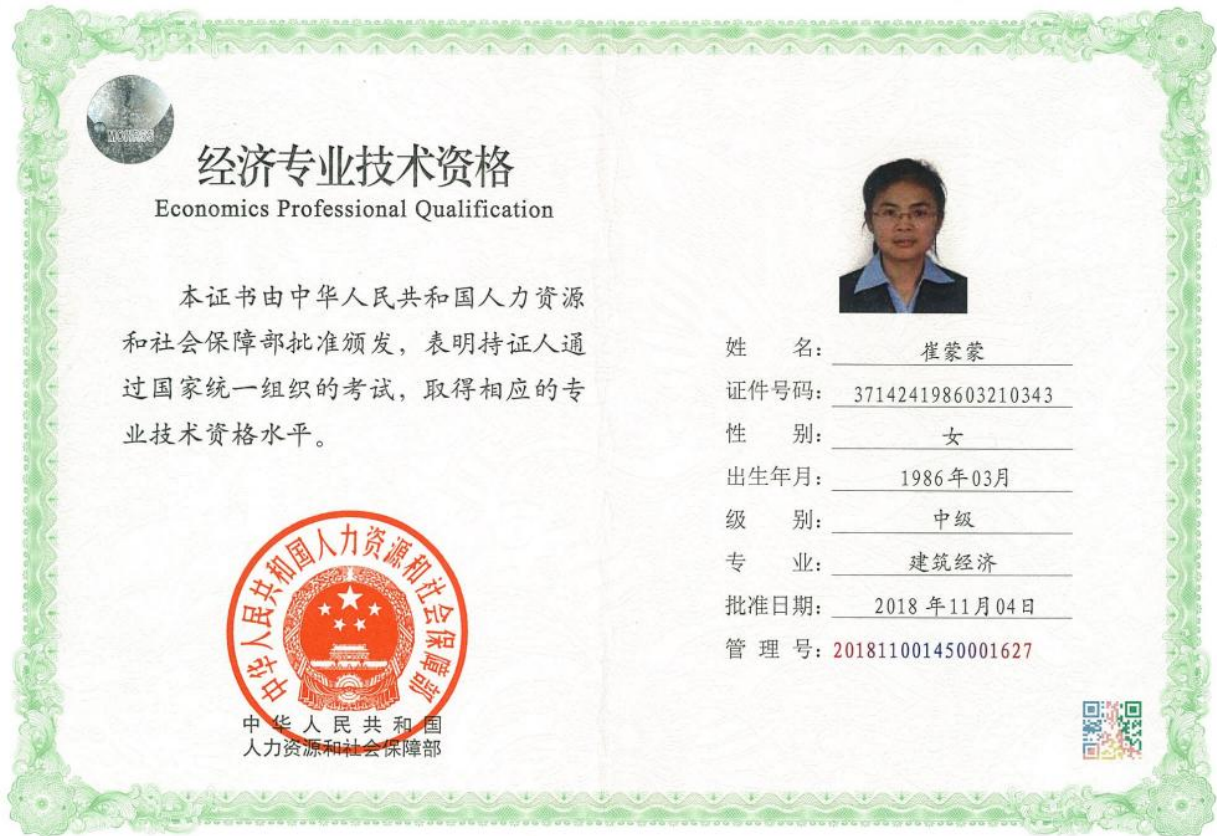 MOHRSS
经济专业技术资格
Economics Professional Qualification
本证书由中华人民共和国人力资源
和社会保障部批准颁发，表明持证人通
过国家统一组织的考试，取得相应的专
业技术资格水平。
中华人民共和国人力资源和社会保障部
中华人民共和国
人力资源和社会保障部
姓 名： 崔蒙蒙
证件号码： 371424198603210343
性 别： 女
出生年月： 1986年03月
级 别： 中级
专 业： 建筑经济
批准日期： 2018 年11月04日
管 理 号：201811001450001627